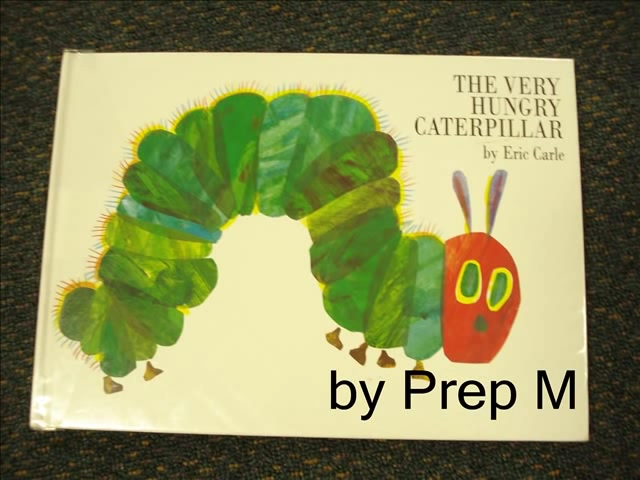 THE VERY
HUNGRY
CATERPILLAR
by Eric Carle
by Prep M